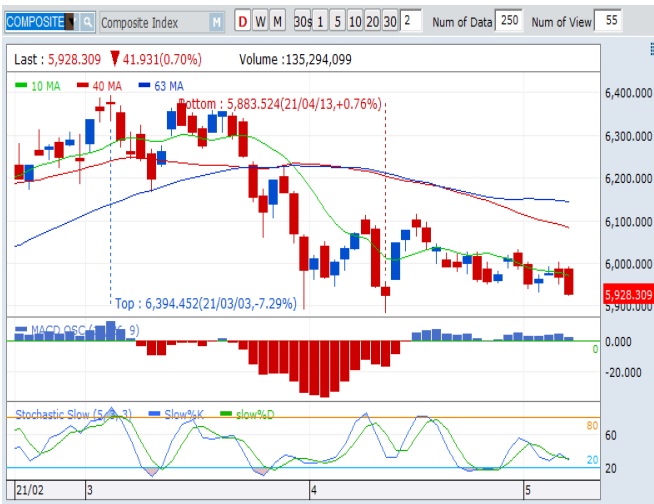 COMPOSITE Composite Index M D W M 30s 1 5 10 20 30 2 Num of Data 250 Num of View 55
Last : 5,928.309 ▼ 41.931(0.70%) Volume :135,294,099
10 MA 40 MA 63 MA
Bottom : 5,883.524(21/04/13,+0.76%)
6,400.000
6,300.000
6,200.000
6,100.000
6,000.000
5,928.309
5,900.000
Top : 6,394.452(21/03/03,-7.29%)
MACD OSC 9)
0.000
0
-20.000
Stochastic Slow (5, 3) Slow%K slow%D
80
60
20
20
21/02 3 4 5